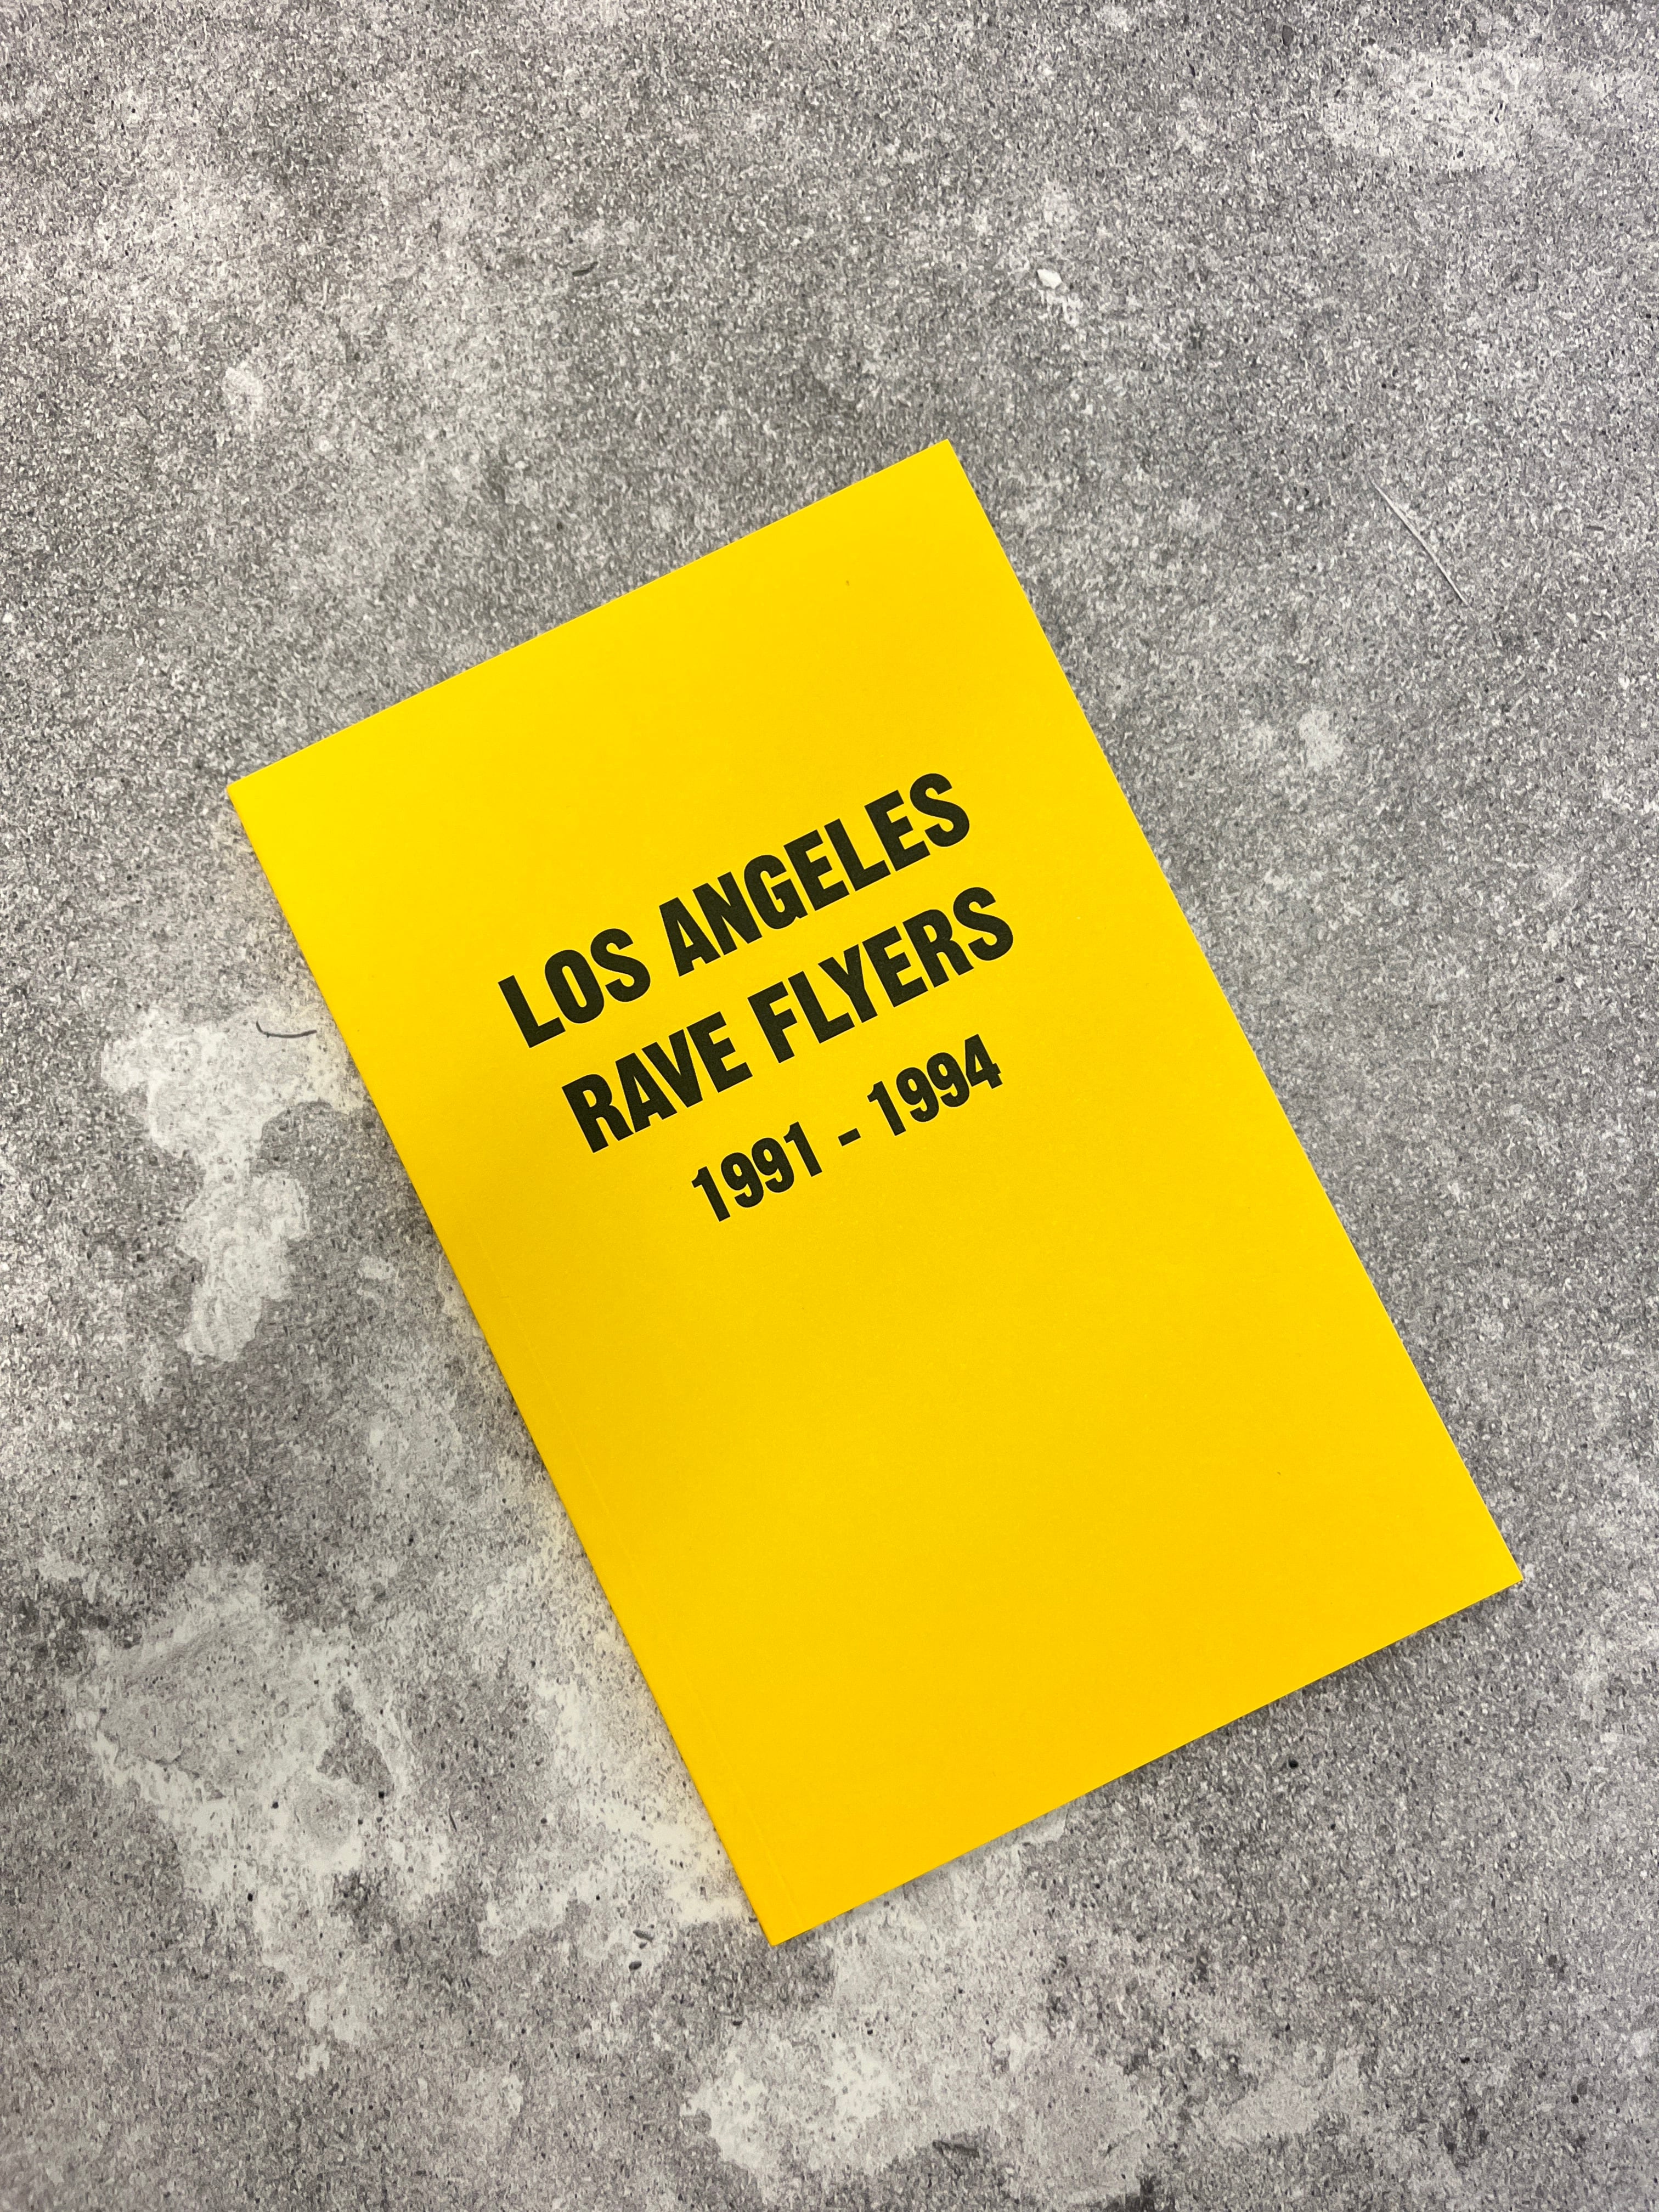 LOS ANGELES
RAVE FLYERS
1991 - 1994